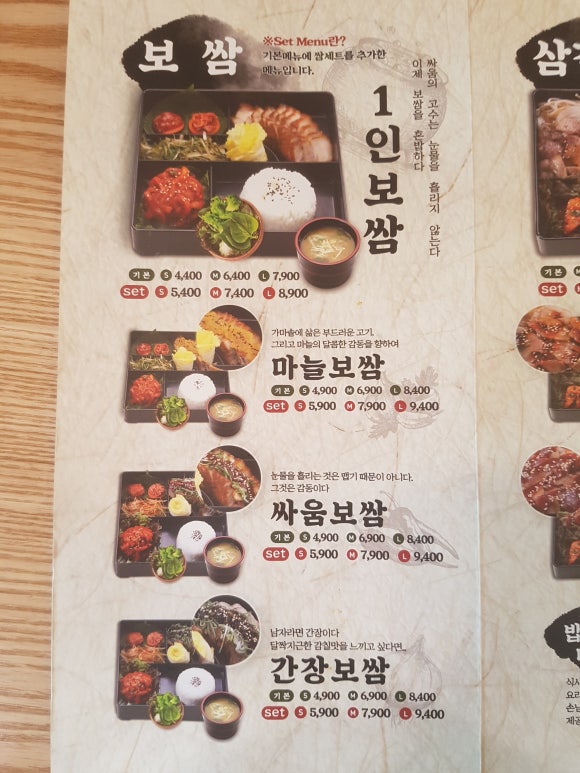 보쌈
※Set Menu란?
기본메뉴에 쌈세트를 추가한
메뉴입니다.
싸움의 고수는 눈물을 흘리지 않는다
이제 보쌈을 혼밥하다
1인보쌈
기본 S 4,400 M 6,400 L 7,900
set S 5,400 M 7,400 L 8,900
가마솥에 삶은 부드러운 고기.
그리고 마늘의 달콤한 감동을 향하여
마늘보쌈
기본 S 4,900 M 6,900 L 8,400
set S 5,900 M 7,900 L 9,400
눈물을 흘리는 것은 맵기 때문이 아니다.
그것은 감동이다
싸움보쌈
기본 S 4,900 M 6,900 L 8,400
set S 5,900 M 7,900 L 9,400
남자라면 간장이다
달짝지근한 감칠맛을 느끼고 싶다면..
간장보쌈
기본 S 4,900 M 6,900 L 8,400
set S 5,900 M 7,900 L 9,400
삼
기본 S
set S
밥
식사
요리
손님
제공